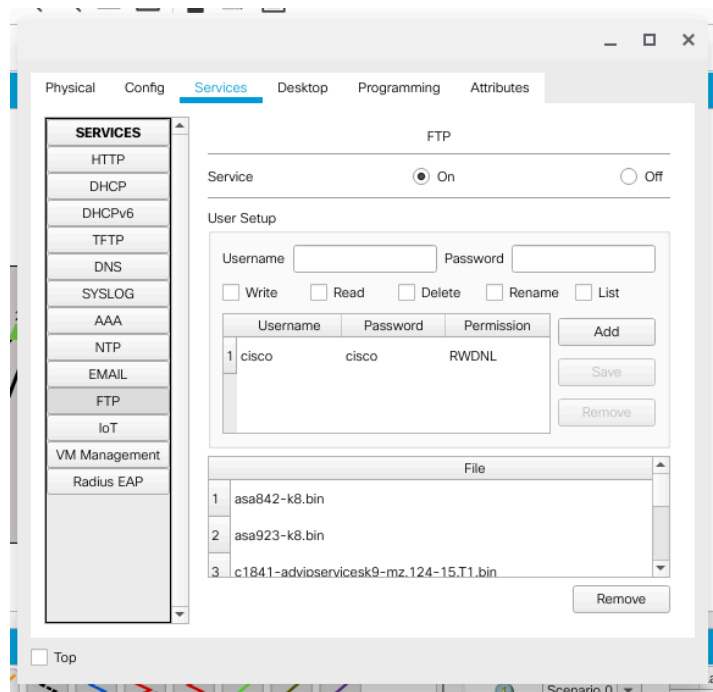 Physical Config Services Desktop Programming Attributes
SERVICES
HTTP
DHCP
DHCPv6
TFTP
DNS
SYSLOG
AAA
NTP
EMAIL
FTP
IoT
VM Management
Radius EAP
FTP
Service On Off
User Setup
Username Password
Write Read Delete Rename List
Username Password Permission
1 cisco cisco RWDNL
Add
Save
Remove
File
1 asa842-k8.bin
2 asa923-k8.bin
3 c1841-advipservicesk9-mz.124-15.T1.bin
Remove
Top
Scenario 0